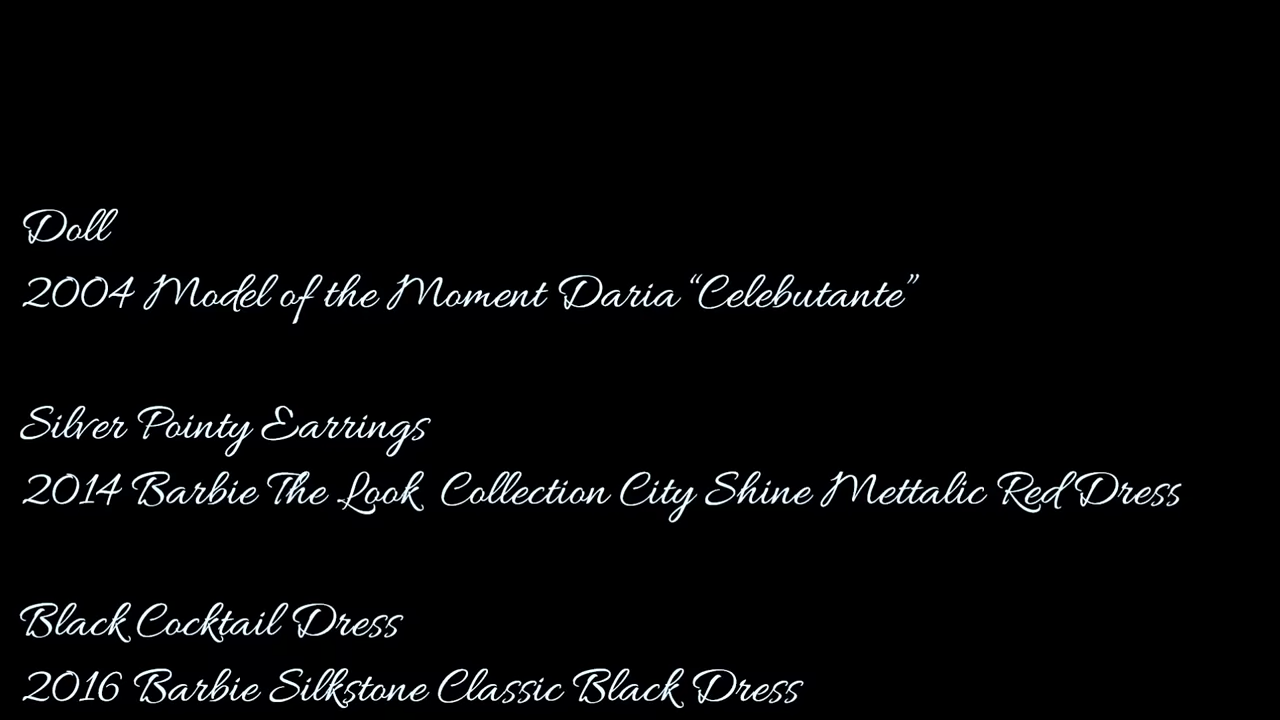 Doll
2004 Model of the Moment Daria “Celebutante”
Silver Pointy Earrings
2014 Barbie The Look Collection City Shine Mettalic Red Dress
Black Cocktail Dress
2016 Barbie Silkstone Classic Black Dress